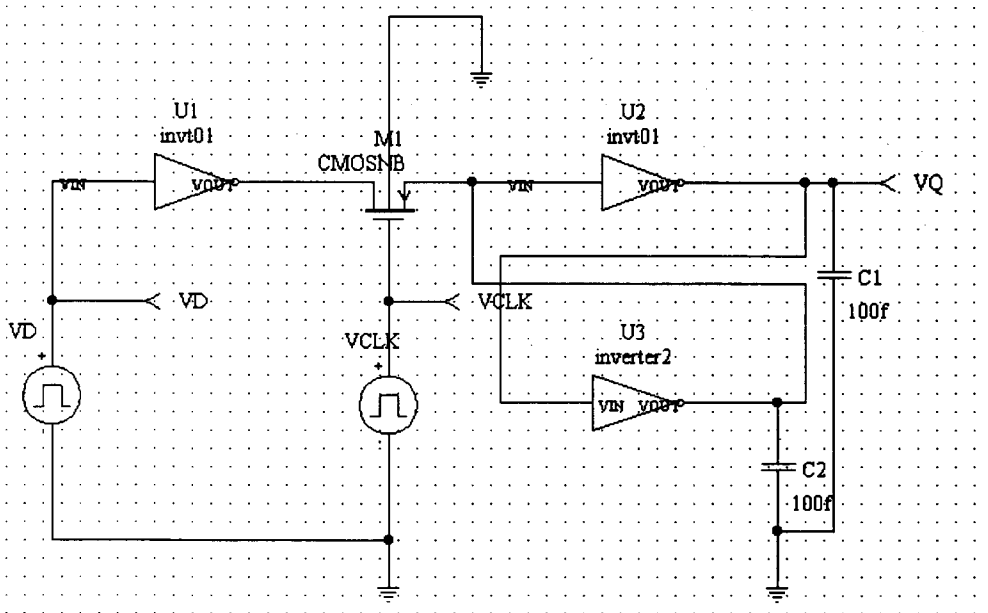 U1
invt01
VIN
VOUT
M1
CMOSNB
U2
invt01
VIN
VOUT
VQ
C1
100f
VD
VCLK
VD
+
VCLK
+
U3
inverter2
VIN
VOUT
C2
100f